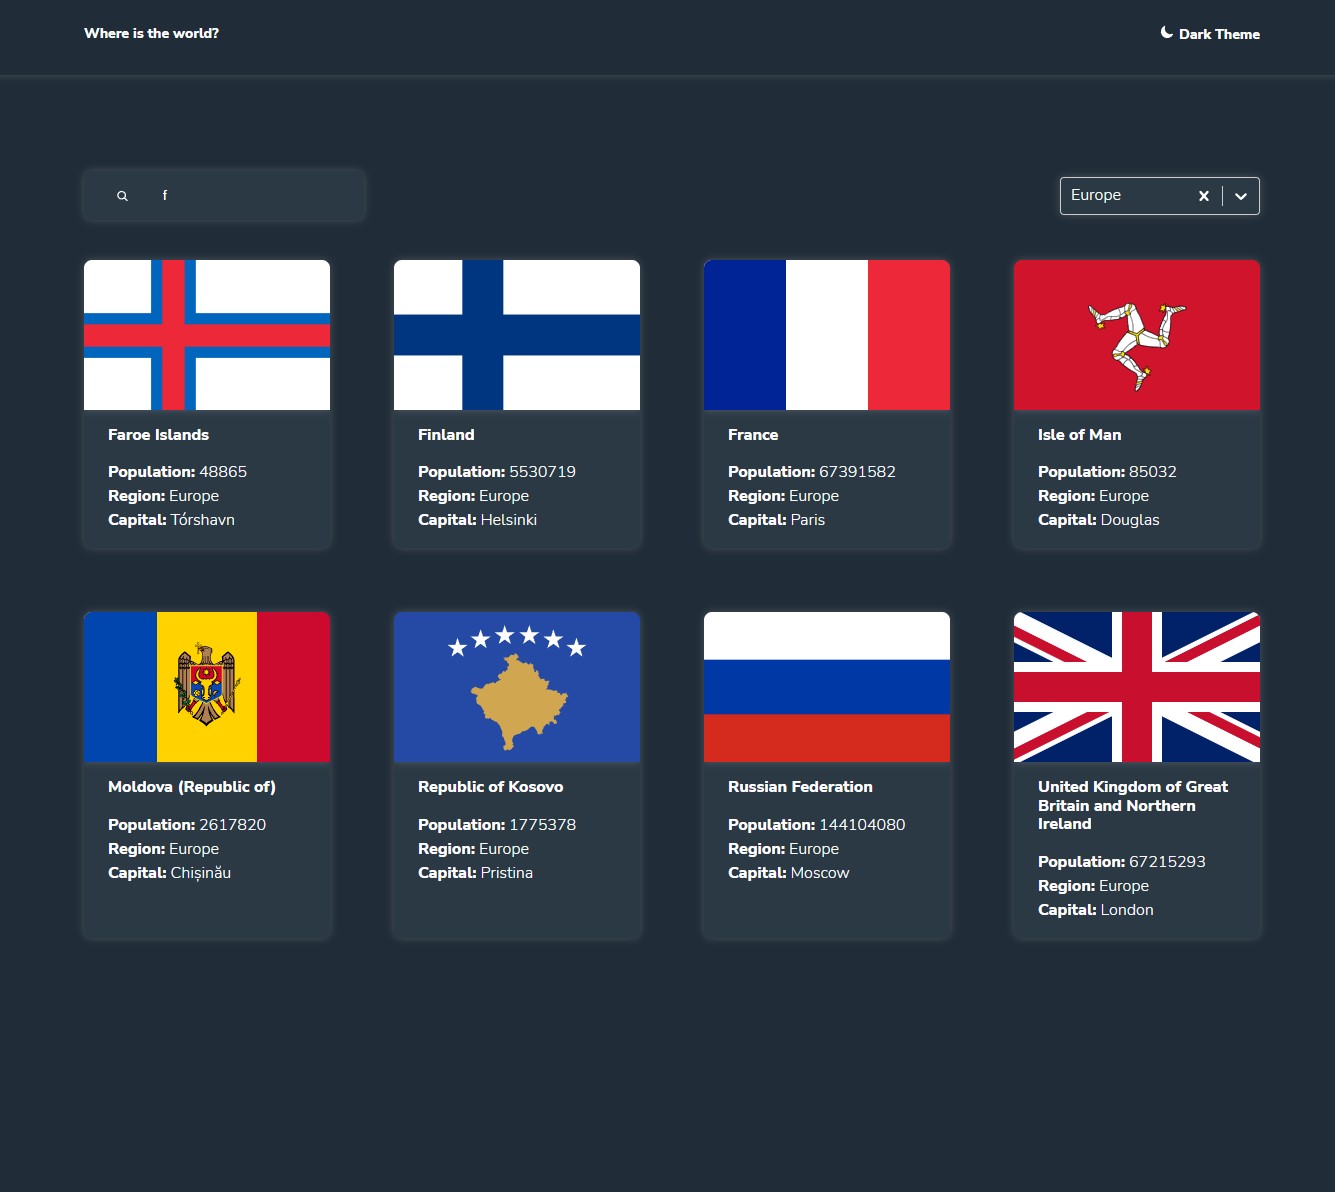 Where is the world?
Dark Theme
f
Europe
Faroe Islands
Population: 48865
Region: Europe
Capital: Tórshavn
Finland
Population: 5530719
Region: Europe
Capital: Helsinki
France
Population: 67391582
Region: Europe
Capital: Paris
Isle of Man
Population: 85032
Region: Europe
Capital: Douglas
Moldova (Republic of)
Population: 2617820
Region: Europe
Capital: Chișinău
Republic of Kosovo
Population: 1775378
Region: Europe
Capital: Pristina
Russian Federation
Population: 144104080
Region: Europe
Capital: Moscow
United Kingdom of Great
Britain and Northern
Ireland
Population: 67215293
Region: Europe
Capital: London